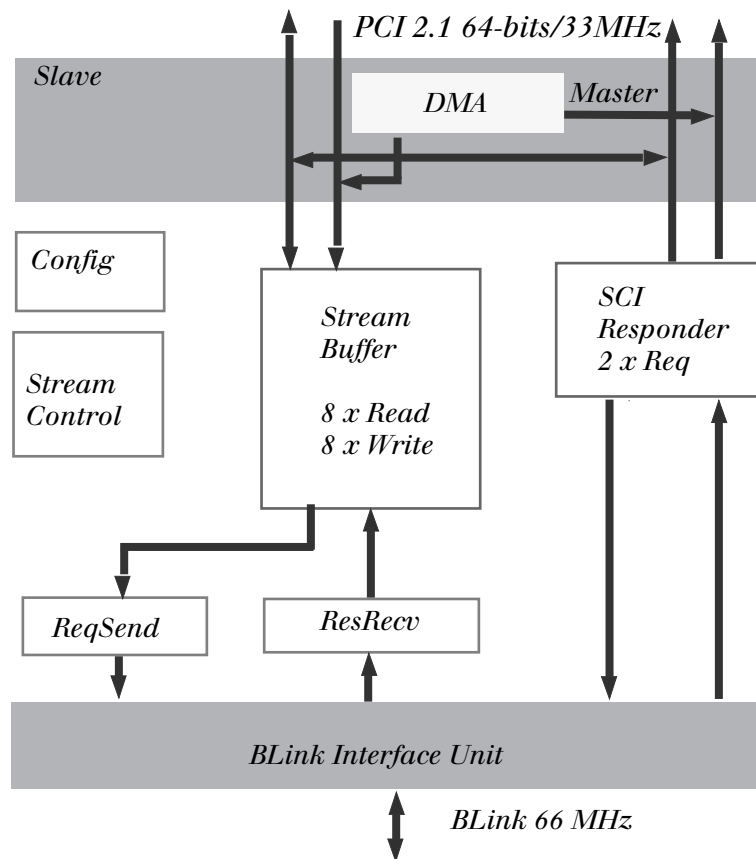 PCI 2.1 64-bits/33MHz
Slave
DMA
Master
Config
Stream
Control
Stream
Buffer
8 x Read
8 x Write
SCI
Responder
2 x Req
ReqSend
ResRecv
BLink Interface Unit
BLink 66 MHz